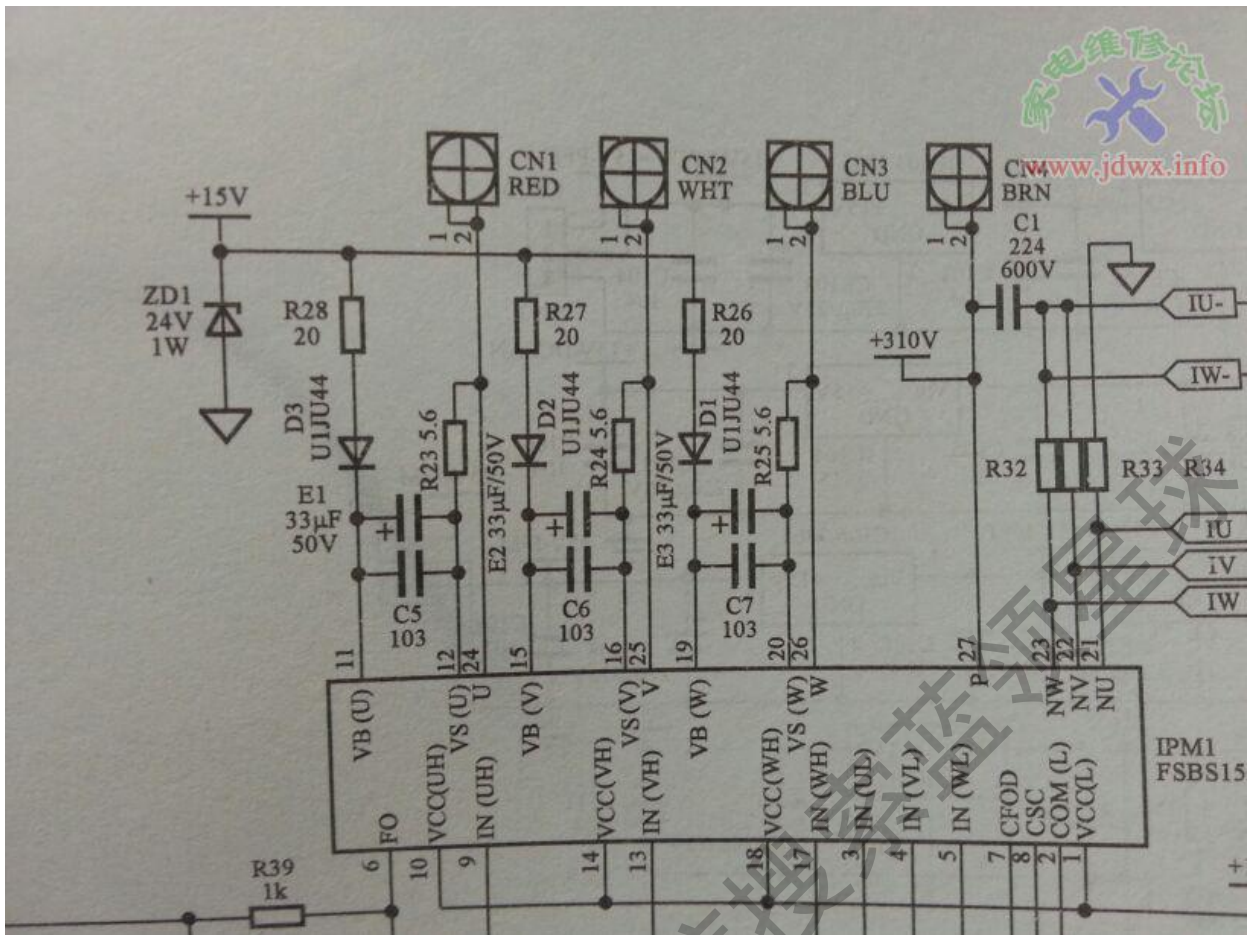 家电维修论坛
www.jdwx.info
CN1
RED
CN2
WHT
CN3
BLU
CN4
BRN
+15V
1
2
1
2
1
2
1
2
C1
224
600V
ZD1
24V
1W
R28
20
R27
20
R26
20
+310V
IU-
IW-
D3
U1JU44
R23 5.6
D2
U1JU44
R24 5.6
D1
U1JU44
R25 5.6
R32
R33
R34
E1
33μF
50V
E2 33μF/50V
E3 33μF/50V
+
+
+
IU
IV
IW
C5
103
C6
103
C7
103
11
12
24
15
16
25
19
20
26
27
23
22
21
VB (U)
VS (U)
U
VB (V)
VS (V)
V
VB (W)
VS (W)
W
P
NW
NV
NU
IPM1
FSBS15
FO
VCC(UH)
IN (UH)
VCC(VH)
IN (VH)
VCC(WH)
IN (WH)
IN (UL)
IN (VL)
IN (WL)
CFOD
CSC
COM (L)
VCC(L)
6
10
9
14
13
18
17
3
4
5
7
8
2
1
R39
1k
搜索蓝领星球